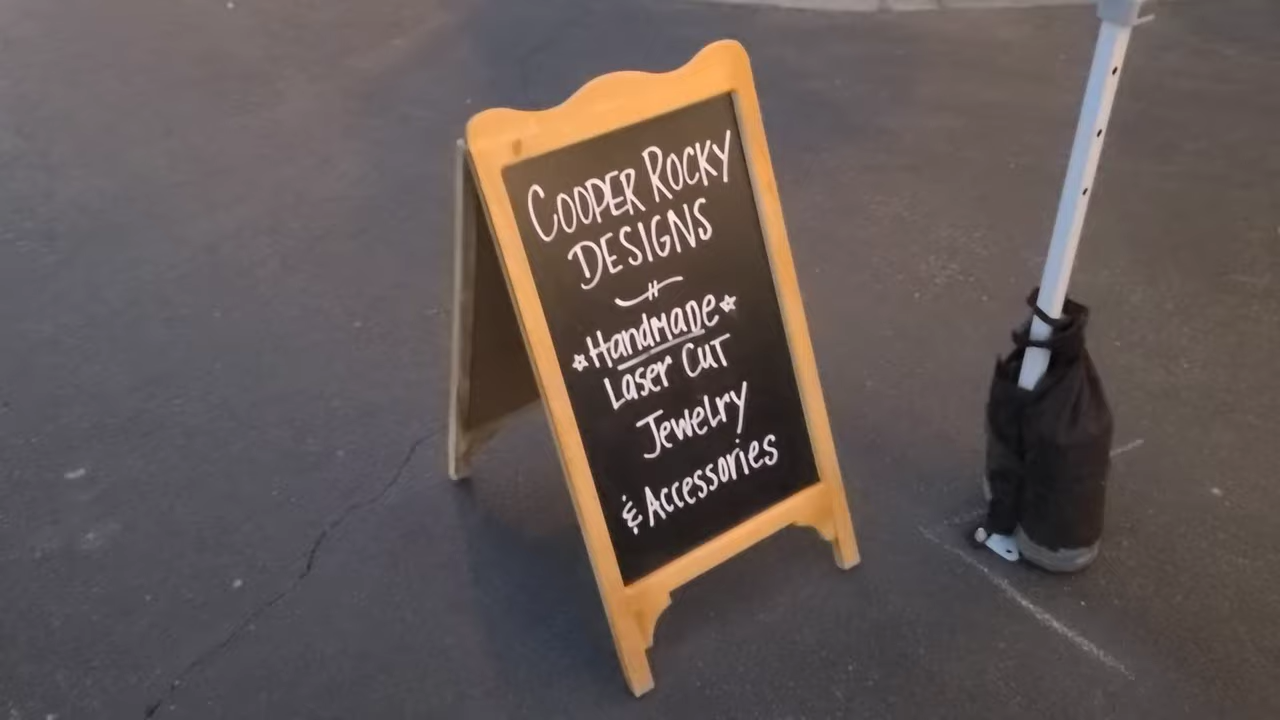 COOPER ROCKY
DESIGNS
Handmade
Laser Cut
Jewelry
& Accessories